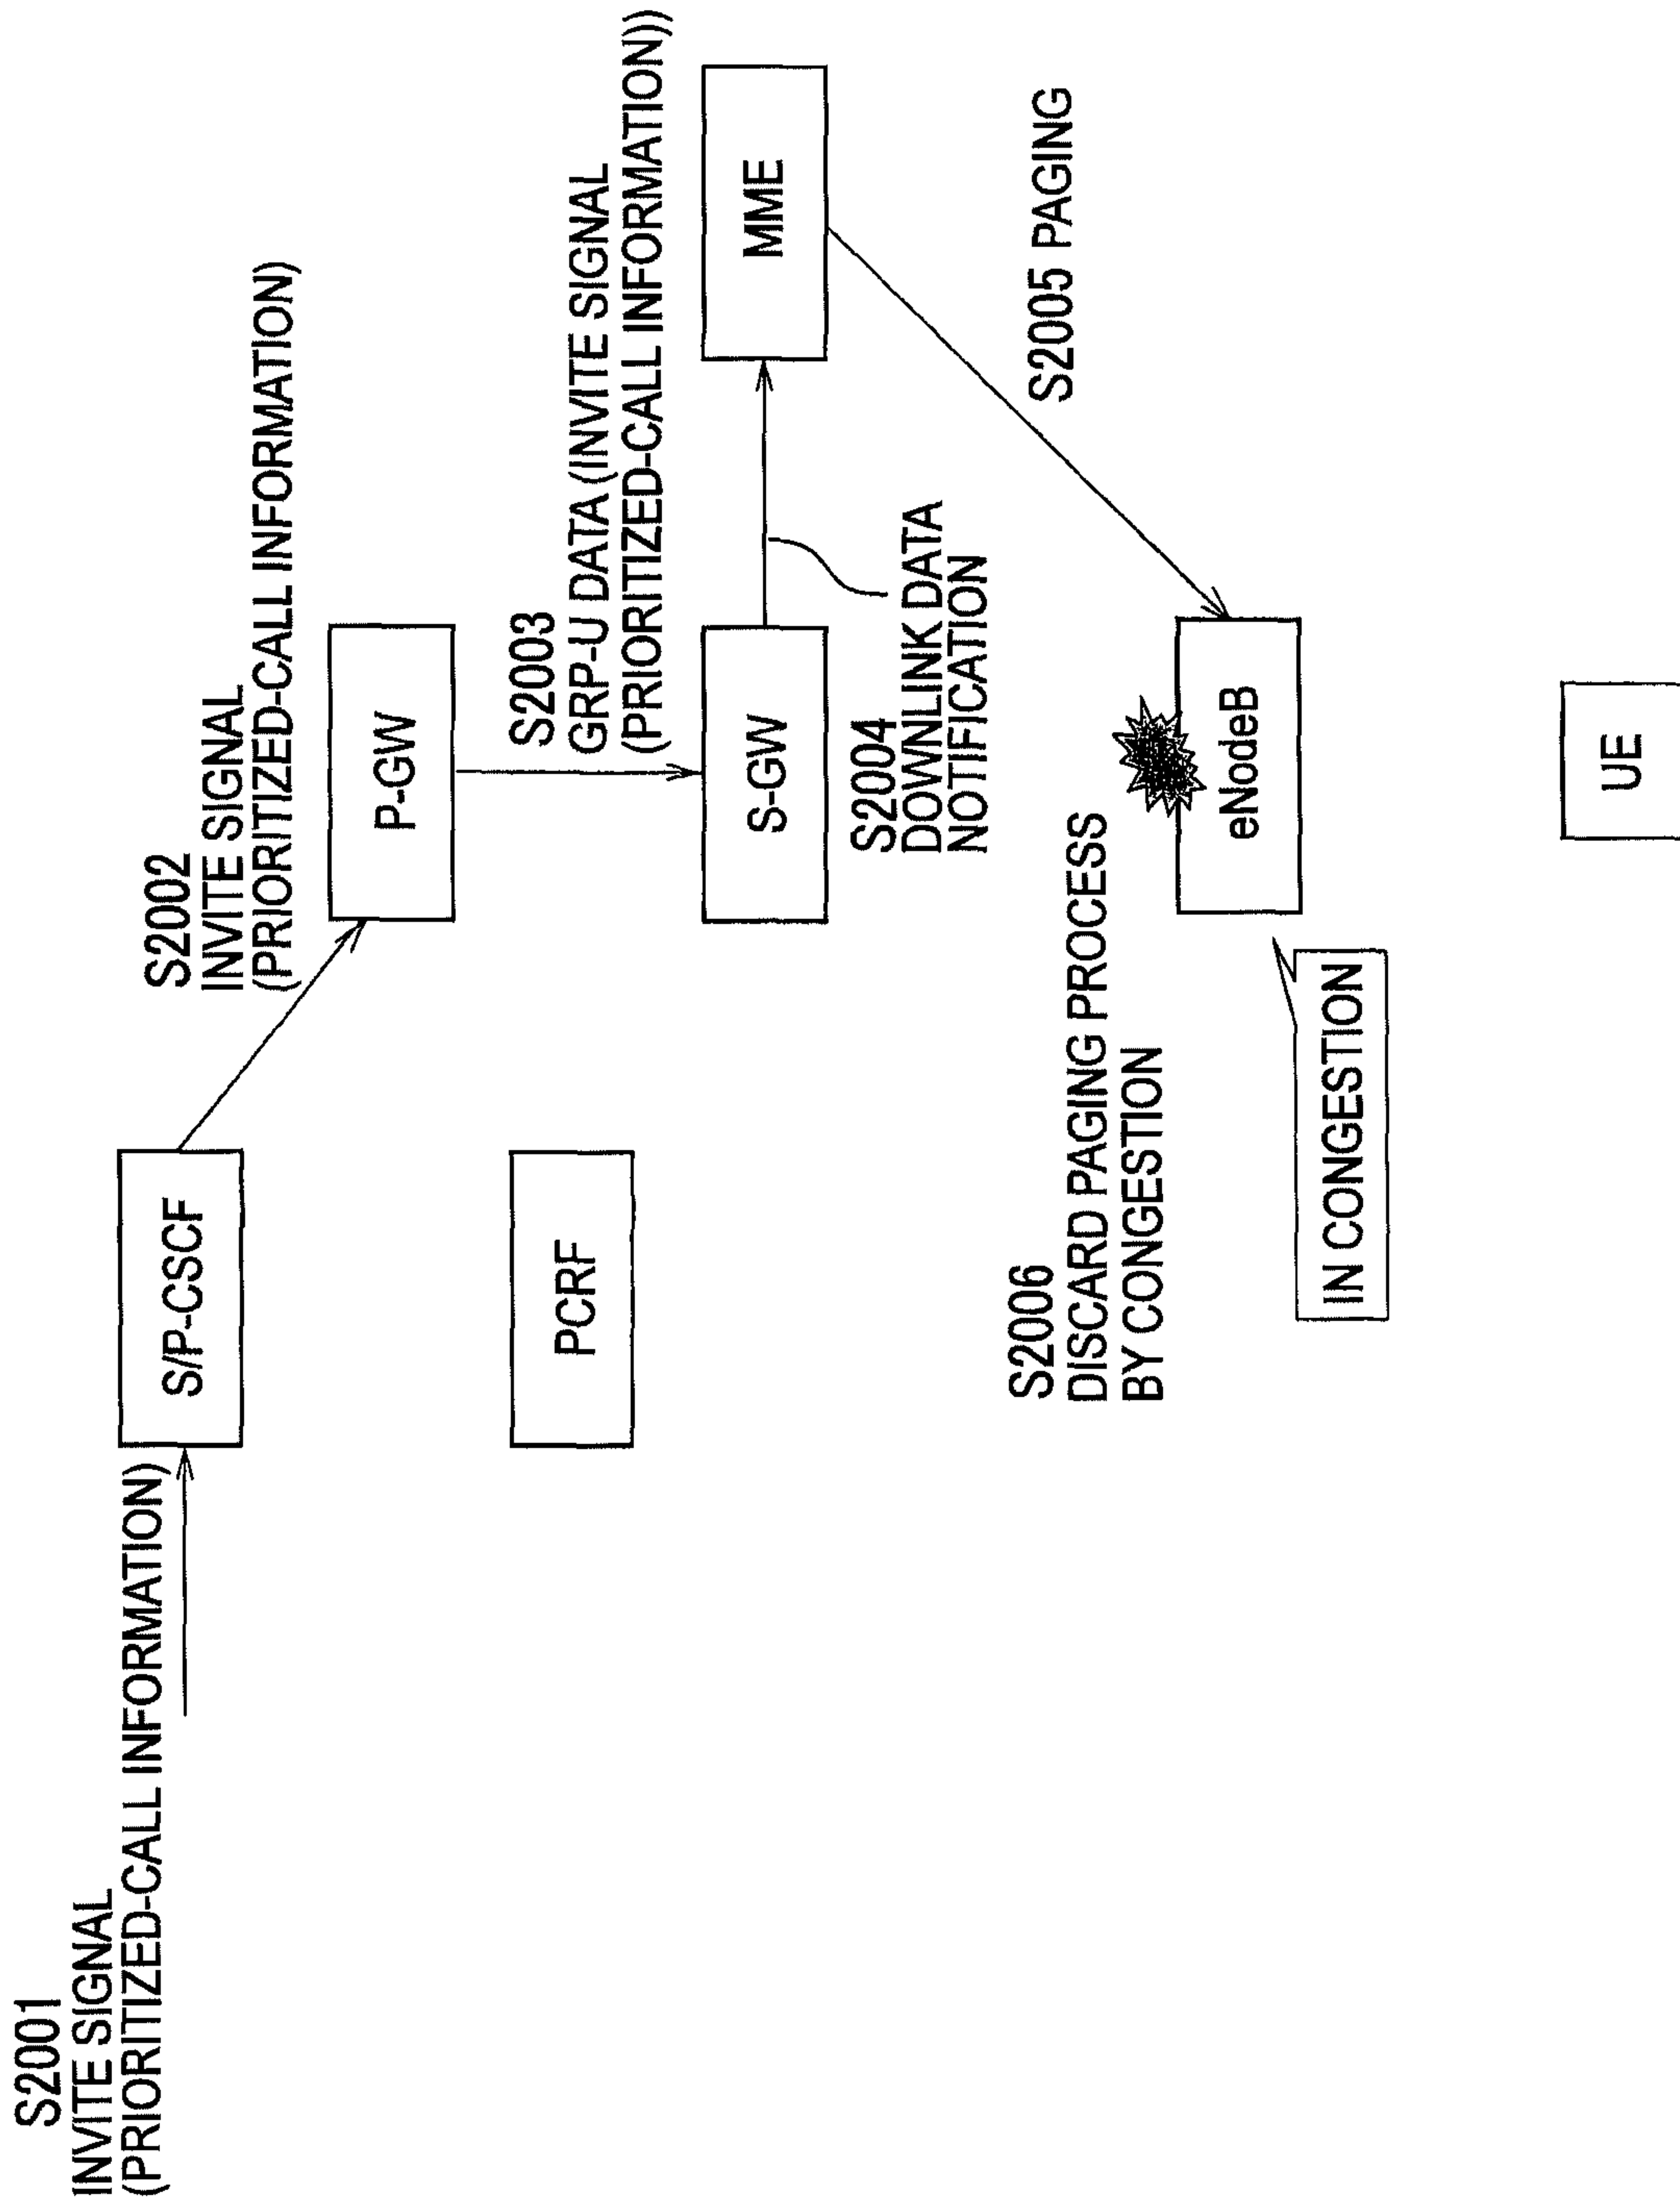 S2001
INVITE SIGNAL
(PRIORITIZED-CALL INFORMATION)
S/P-CSCF
S2002
INVITE SIGNAL
(PRIORITIZED-CALL INFORMATION)
P-GW
PCRF
S2003
GRP-U DATA (INVITE SIGNAL
(PRIORITIZED-CALL INFORMATION))
S-GW
MME
S2004
DOWNLINK DATA
NOTIFICATION
S2005 PAGING
S2006
DISCARD PAGING PROCESS
BY CONGESTION
eNodeB
IN CONGESTION
UE